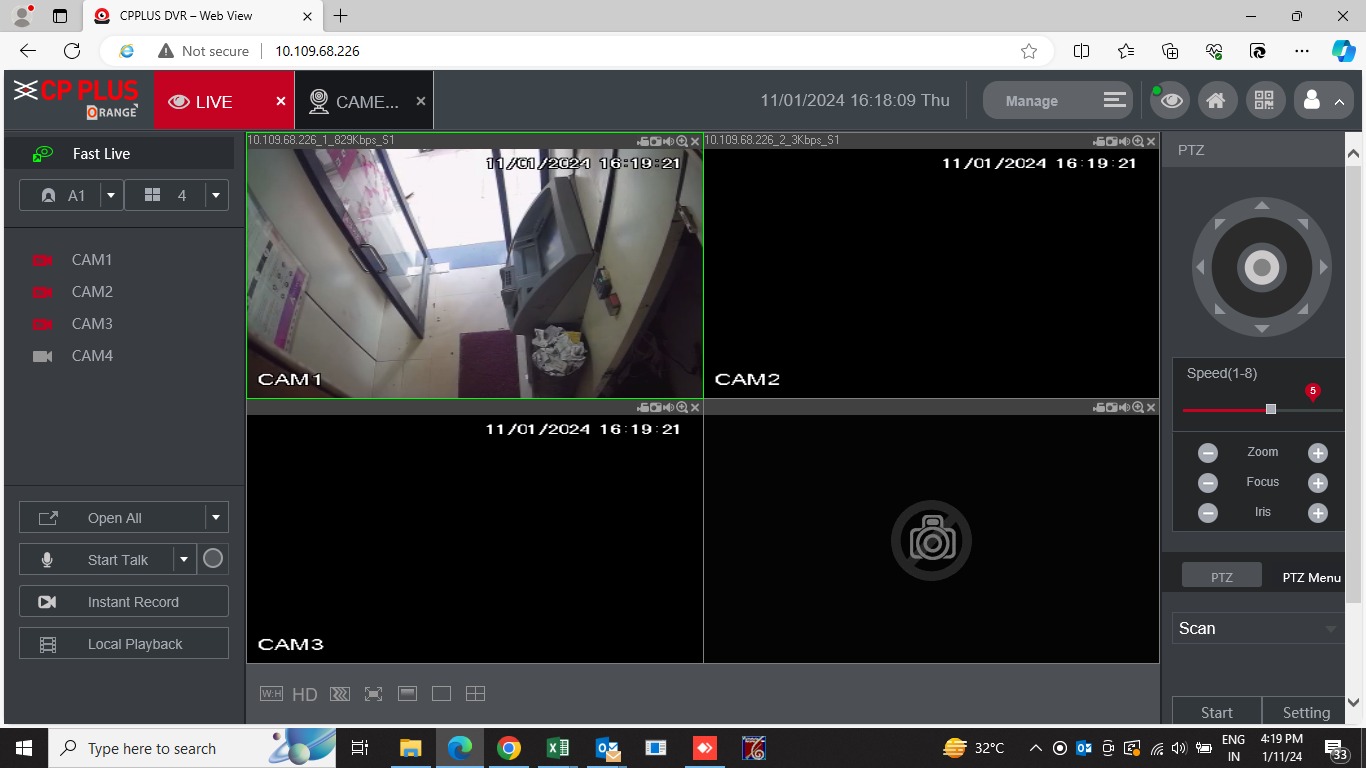 CPPLUS DVR – Web View
Not secure
10.109.68.226
CP PLUS
ORANGE
LIVE
CAME...
11/01/2024 16:18:09 Thu
Manage
Fast Live
A1
4
CAM1
CAM2
CAM3
CAM4
Open All
Start Talk
Instant Record
Local Playback
10.109.68.226_1_829Kbps_S1
11/01/2024 16:19:21
CAM1
10.109.68.226_2_3Kbps_S1
11/01/2024 16:19:21
CAM2
11/01/2024 16:19:21
CAM3
W:H
HD
PTZ
Speed(1-8)
5
Zoom
Focus
Iris
PTZ
PTZ Menu
Scan
Start
Setting
Type here to search
32°C
ENG
IN
4:19 PM
1/11/24
33